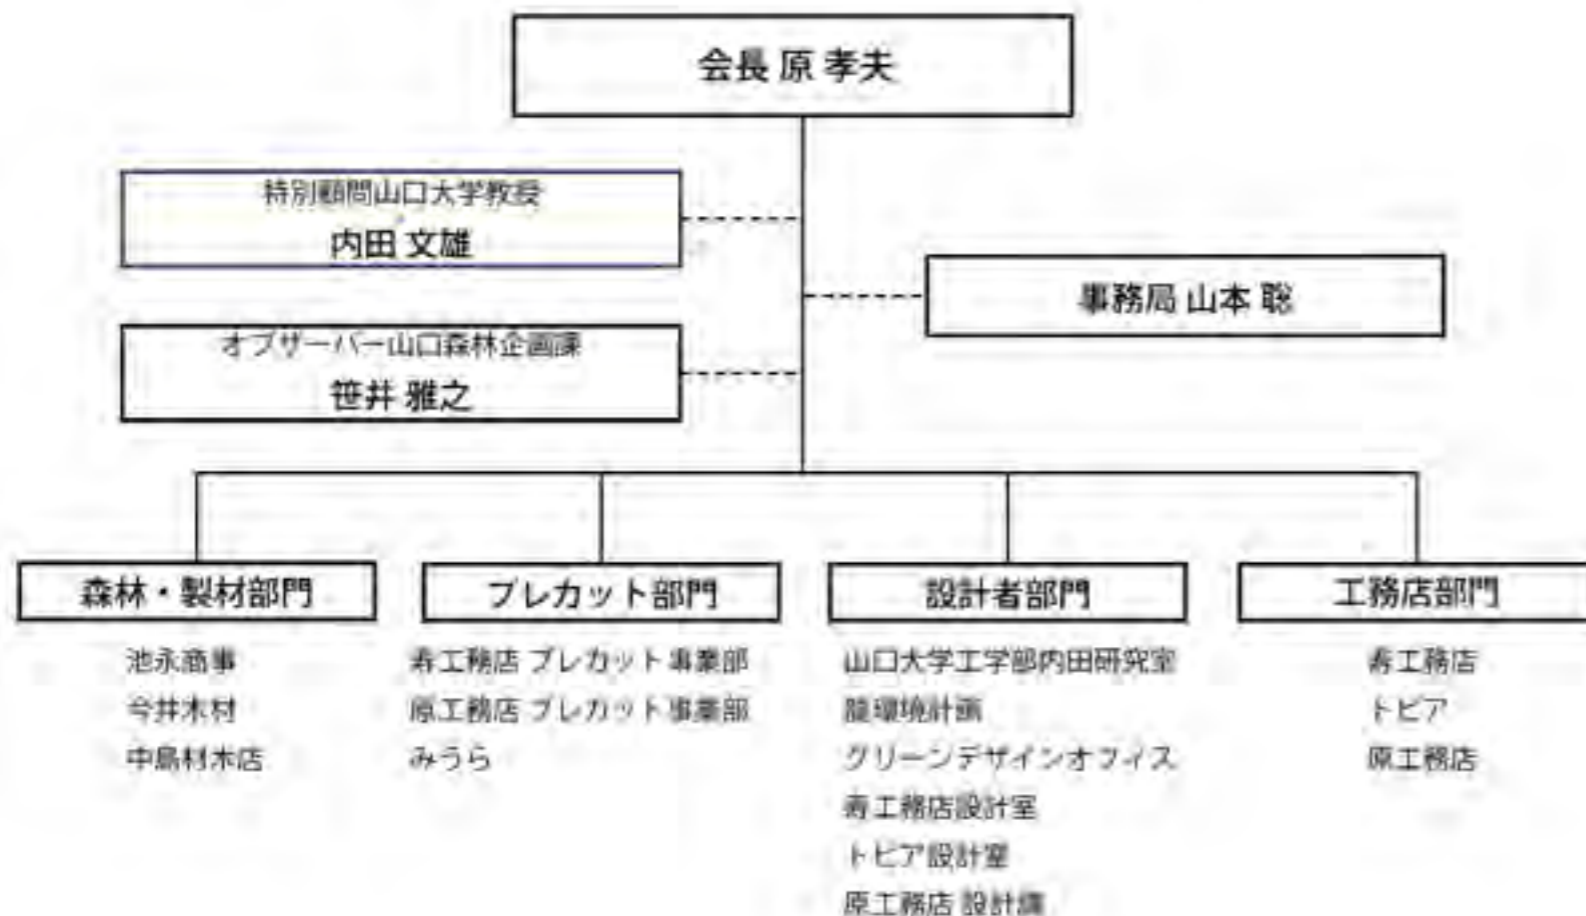 会長 原 孝夫
特別顧問山口大学教授
内田 文雄
事務局 山本 聡
オブザーバー山口森林企画課
笹井 雅之
森林・製材部門
池永商事
今井木材
中島材木店
プレカット部門
寿工務店 プレカット事業部
原工務店 プレカット事業部
みうら
設計者部門
山口大学工学部内田研究室
龍環境計画
グリーンデザインオフィス
寿工務店設計室
トピア設計室
原工務店 設計
工務店部門
寿工務店
トピア
原工務店